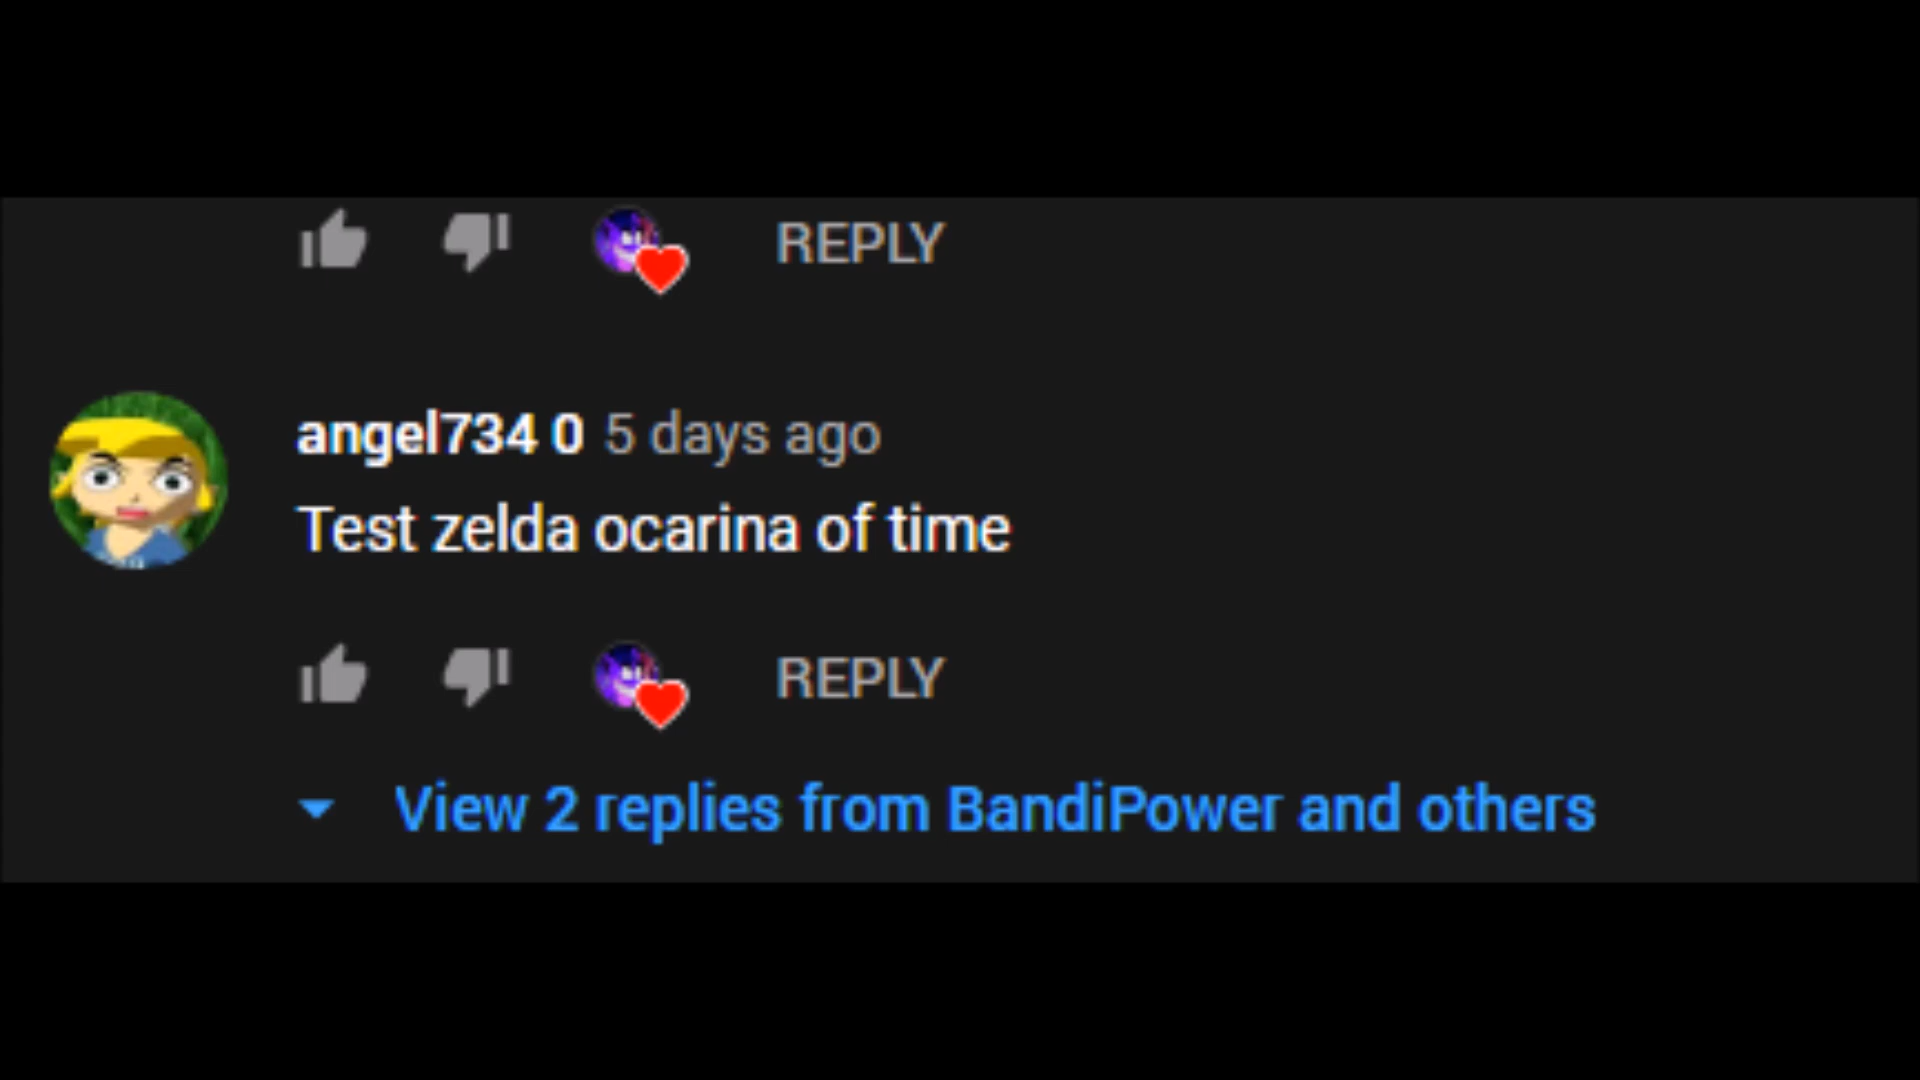 REPLY
angel734 0 5 days ago
Test zelda ocarina of time
REPLY
View 2 replies from BandiPower and others